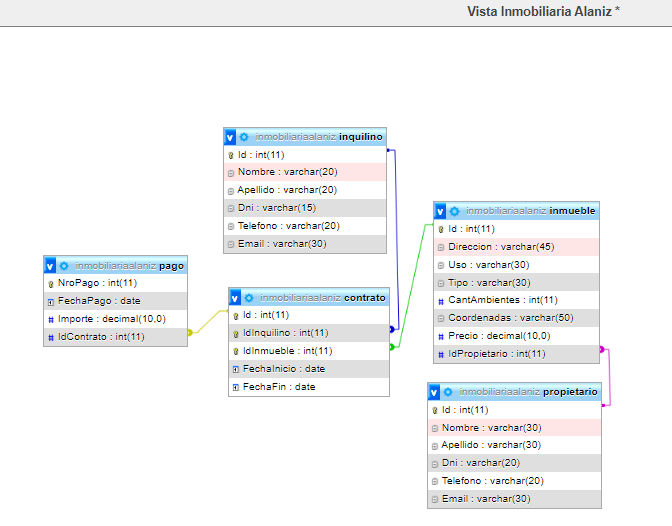 Vista Inmobiliaria Alaniz *
v inmobiliariaalaniz inquilino
Id : int(11)
Nombre : varchar(20)
Apellido : varchar(20)
Dni : varchar(15)
Telefono : varchar(20)
Email : varchar(30)
v inmobiliariaalaniz inmueble
Id : int(11)
Direccion : varchar(45)
Uso : varchar(30)
Tipo : varchar(30)
# CantAmbientes : int(11)
Coordenadas : varchar(50)
# Precio : decimal(10,0)
# IdPropietario : int(11)
v inmobiliariaalaniz pago
NroPago : int(11)
FechaPago : date
# Importe : decimal(10,0)
# IdContrato : int(11)
v inmobiliariaalaniz contrato
Id : int(11)
IdInquilino : int(11)
IdInmueble : int(11)
FechaInicio : date
FechaFin : date
v inmobiliariaalaniz propietario
Id : int(11)
Nombre : varchar(30)
Apellido : varchar(30)
Dni : varchar(20)
Telefono : varchar(20)
Email : varchar(30)